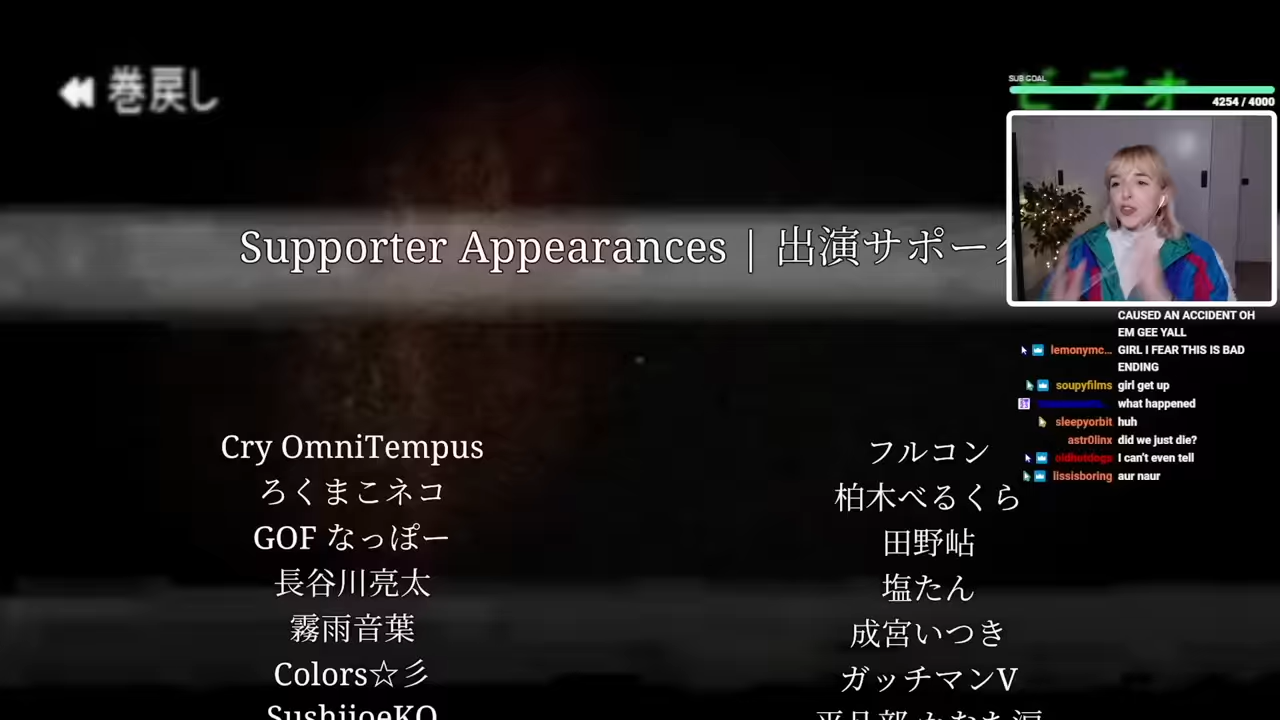 巻戻し
ビデオ
SUB GOAL
4254 / 4000
Supporter Appearances | 出演サポー
CAUSED AN ACCIDENT OH
EM GEE YALL
lemonymc... GIRL I FEAR THIS IS BAD
ENDING
soupyfilms girl get up
what happened
sleepyorbit huh
astr0linx did we just die?
oldhotdogs I can't even tell
lissisboring aur naur
Cry OmniTempus
フルコン
ろくまこネコ
柏木べるくら
GOF なっぽー
田野岾
長谷川亮太
塩たん
霧雨音葉
成宮いつき
Colors☆彡
ガッチマンV
SushijoeKO